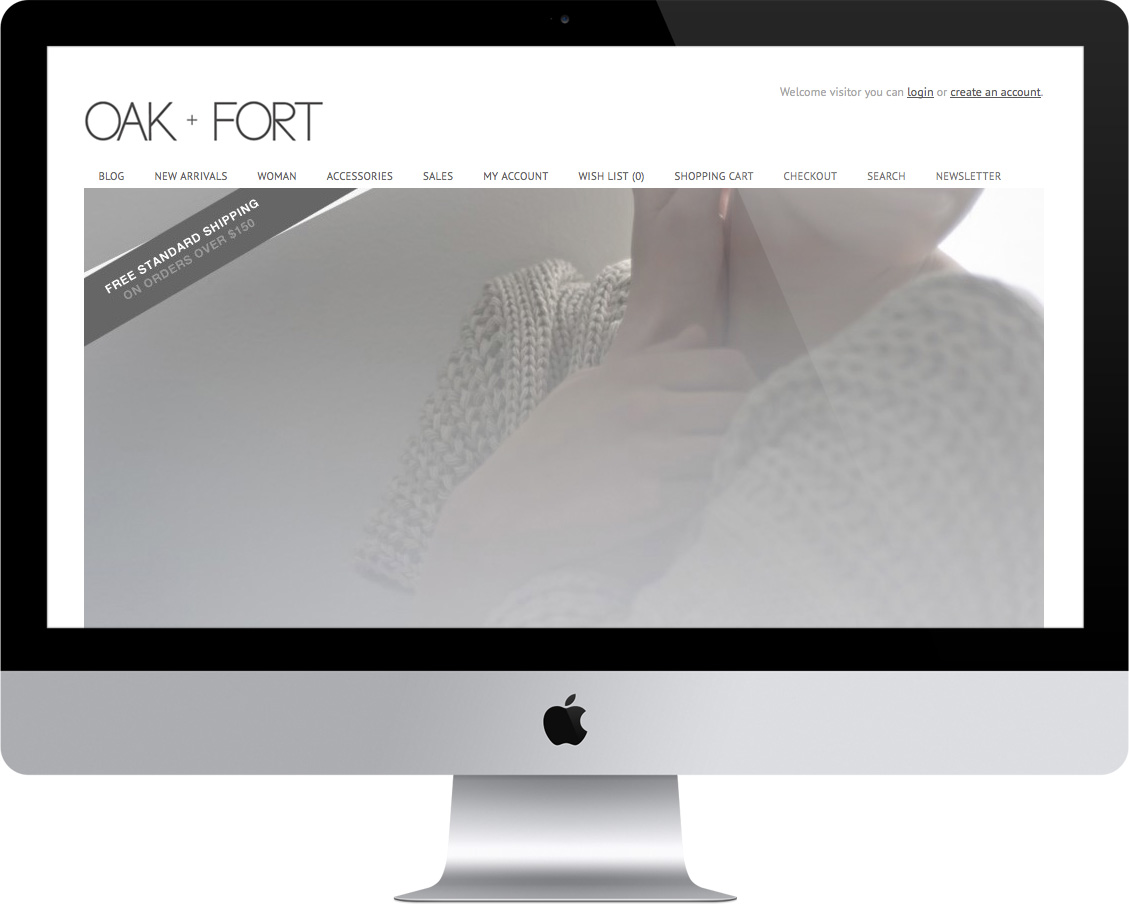 Welcome visitor you can login or create an account.
OAK + FORT
BLOG NEW ARRIVALS WOMAN ACCESSORIES SALES MY ACCOUNT WISH LIST (0) SHOPPING CART CHECKOUT SEARCH NEWSLETTER
FREE STANDARD SHIPPING
ON ORDERS OVER $150